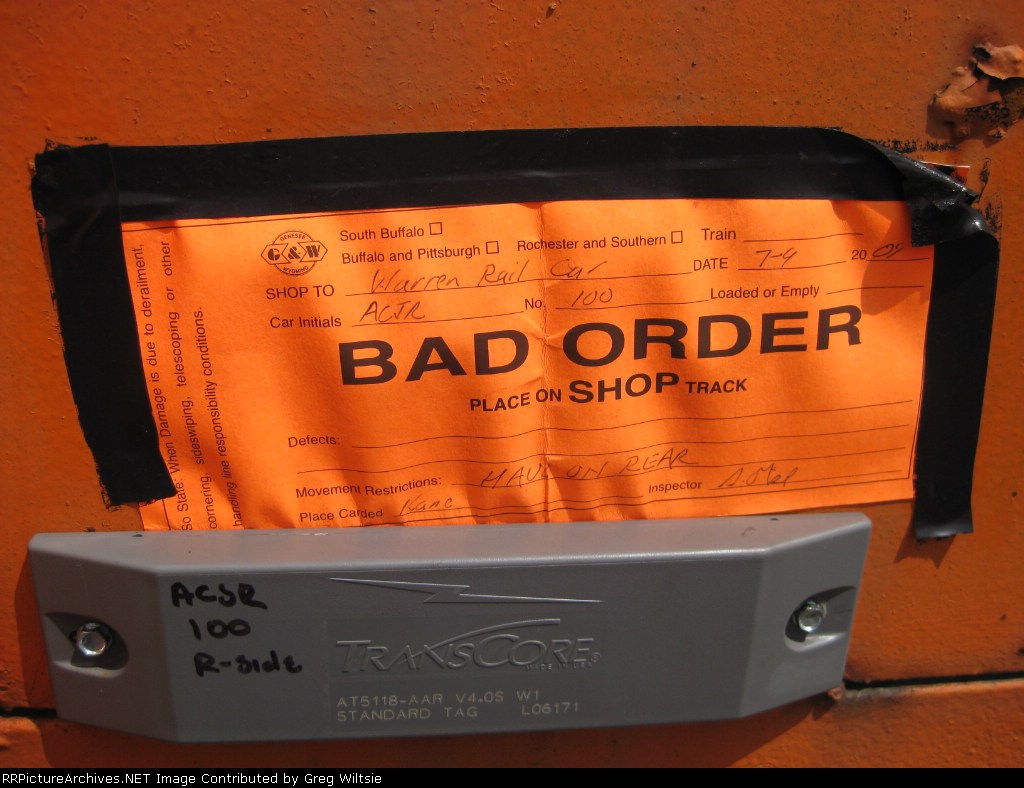 So State: When Damage is due to derailment,
cornering, sideswiping, telescoping or other
handling line responsibility conditions.
GENESEE
G&W
WYOMING
South Buffalo
Buffalo and Pittsburgh
Rochester and Southern
Train
SHOP TO Warren Rail Car
DATE 7-9 2009
Car Initials ACJR No. 100 Loaded or Empty
BAD ORDER
PLACE ON SHOP TRACK
Defects:
Movement Restrictions: HAUL ON REAR
Place Carded Kane
Inspector
ACJR
100
R-Side
TRANSCORE
AT5118-AAR V4.0S W1
STANDARD TAG L06171
RRPictureArchives.NET Image Contributed by Greg Wiltsie